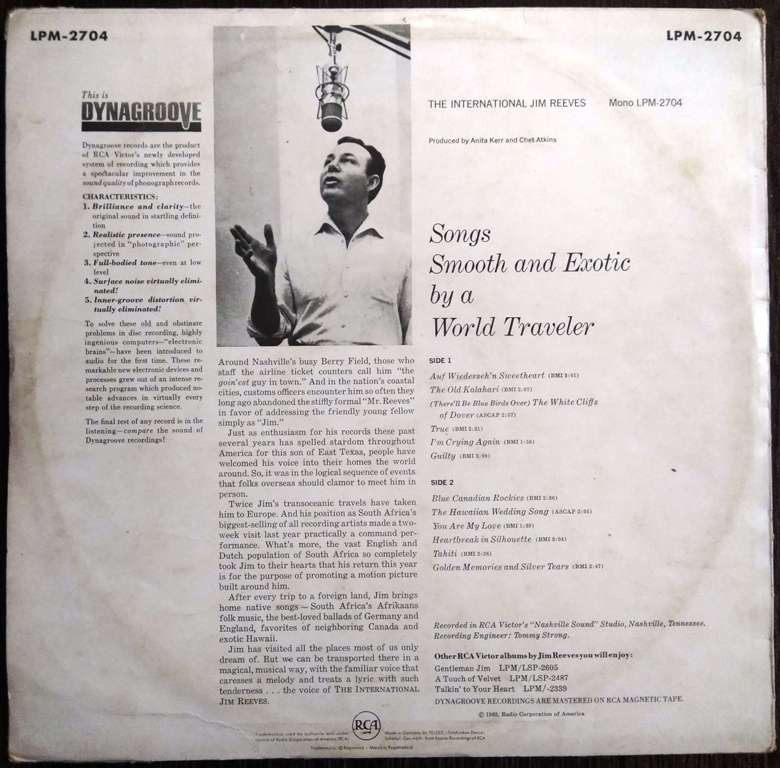 LPM-2704
LPM-2704
This is
DYNAGROOVE
Dynagroove records are the product
of RCA Victor's newly developed
system of recording which provides
a spectacular improvement in the
sound quality of phonograph records.
CHARACTERISTICS:
1. Brilliance and clarity—the
original sound in startling defini-
tion
2. Realistic presence—sound pro-
jected in "photographic" per-
spective
3. Full-bodied tone—even at low
level
4. Surface noise virtually elimi-
nated!
5. Inner-groove distortion vir-
tually eliminated!
To solve these old and obstinate
problems in disc recording, highly
ingenious computers—"electronic
brains"—have been introduced to
audio for the first time. These re-
markable new electronic devices and
processes grew out of an intense re-
search program which produced no-
table advances in virtually every
step of the recording science.
The final test of any record is in the
listening—compare the sound of
Dynagroove recordings!
Around Nashville's busy Berry Field, those who
staff the airline ticket counters call him "the
goin'est guy in town." And in the nation's coastal
cities, customs officers encounter him so often they
long ago abandoned the stiffly formal "Mr. Reeves"
in favor of addressing the friendly young fellow
simply as "Jim."
Just as enthusiasm for his records these past
several years has spelled stardom throughout
America for this son of East Texas, people have
welcomed his voice into their homes the world
around. So, it was in the logical sequence of events
that folks overseas should clamor to meet him in
person.
Twice Jim's transoceanic travels have taken
him to Europe. And his position as South Africa's
biggest-selling of all recording artists made a two-
week visit last year practically a command per-
formance. What's more, the vast English and
Dutch population of South Africa so completely
took Jim to their hearts that his return this year
is for the purpose of promoting a motion picture
built around him.
After every trip to a foreign land, Jim brings
home native songs — South Africa's Afrikaans
folk music, the best-loved ballads of Germany and
England, favorites of neighboring Canada and
exotic Hawaii.
Jim has visited all the places most of us only
dream of. But we can be transported there in a
magical, musical way, with the familiar voice that
caresses a melody and treats a lyric with such
tenderness . . . the voice of THE INTERNATIONAL
JIM REEVES.
THE INTERNATIONAL JIM REEVES Mono LPM-2704
Produced by Anita Kerr and Chet Atkins
Songs
Smooth and Exotic
by a
World Traveler
SIDE 1
Auf Wiederseh'n Sweetheart (BMI
The Old Kalahari (BMI
(There'll Be Blue Birds Over) The White Cliffs
of Dover (ASCAP 2:57)
True (BMI 2:31)
I'm Crying Again (BMI
Guilty (BMI
SIDE 2
Blue Canadian Rockies (BMI
The Hawaiian Wedding Song (ASCAP
You Are My Love (BMI
Heartbreak in Silhouette (BMI
Tahiti (BMI
Golden Memories and Silver Tears (BMI 2:47)
Recorded in RCA Victor's "Nashville Sound" Studio, Nashville, Tennessee.
Recording Engineer: Tommy Strong.
Other RCA Victor albums by Jim Reeves you will enjoy:
Gentleman Jim LPM/LSP-2605
A Touch of Velvet LPM/LSP-2487
Talkin' to Your Heart LPM/-2339
DYNAGROOVE RECORDINGS ARE MASTERED ON RCA MAGNETIC TAPE.
Radio Corporation of America
RCA